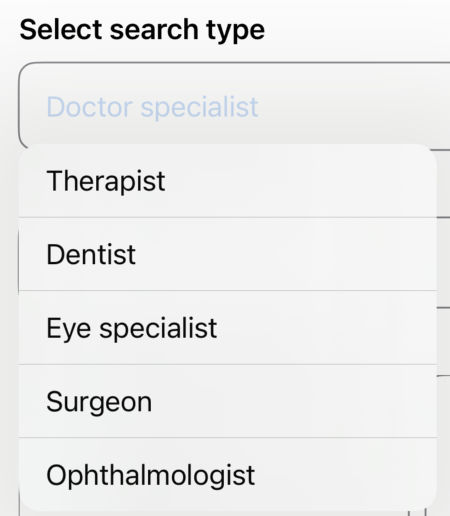 Select search type
Doctor specialist
Therapist
Dentist
Eye specialist
Surgeon
Ophthalmologist